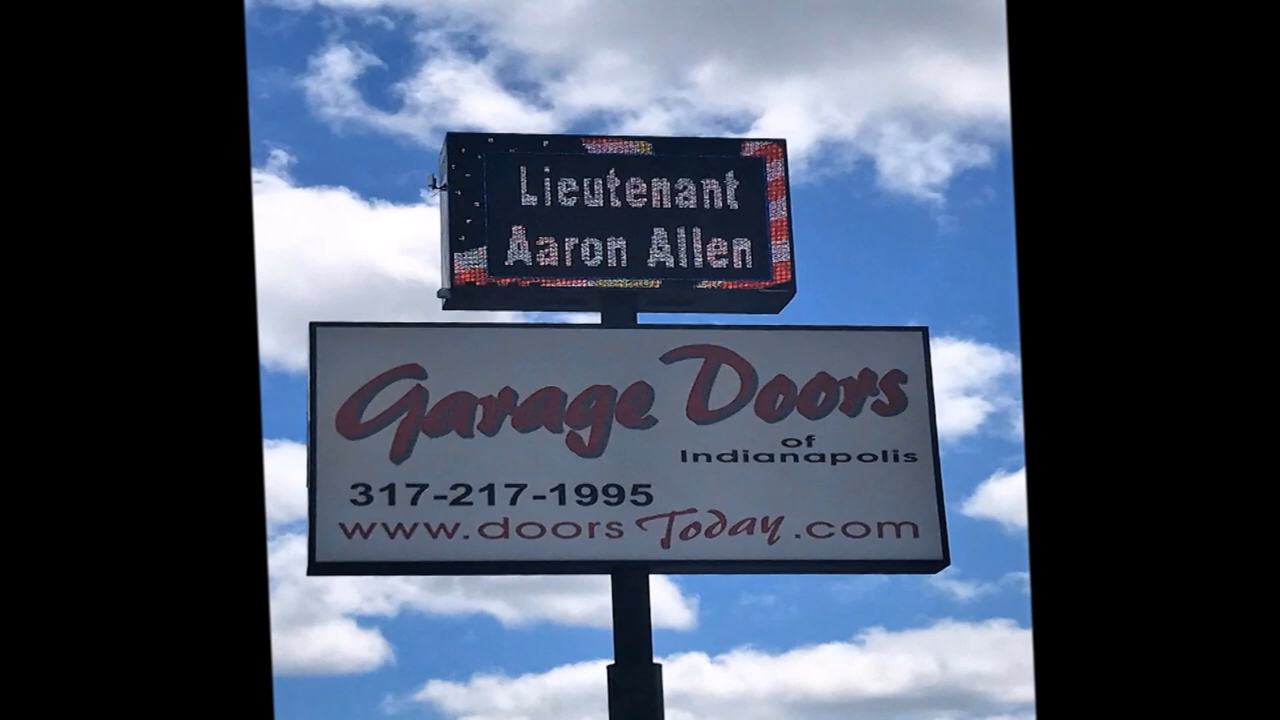 Lieutenant
Aaron Allen
Garage Doors
of
Indianapolis
317-217-1995
www.doorsToday.com